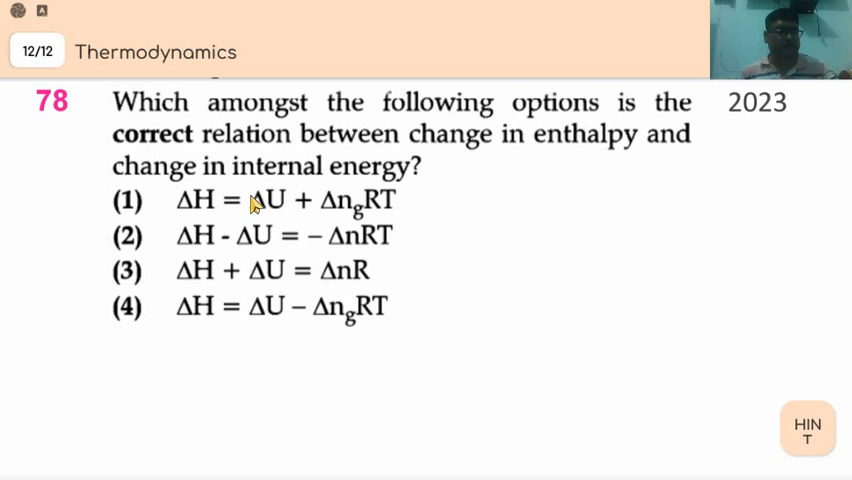 A
12/12 Thermodynamics
78 Which amongst the following options is the 2023
correct relation between change in enthalpy and
change in internal energy?
(1) ΔH = ΔU + ΔngRT
(2) ΔH - ΔU = – ΔnRT
(3) ΔH + ΔU = ΔnR
(4) ΔH = ΔU – ΔngRT
HIN
T